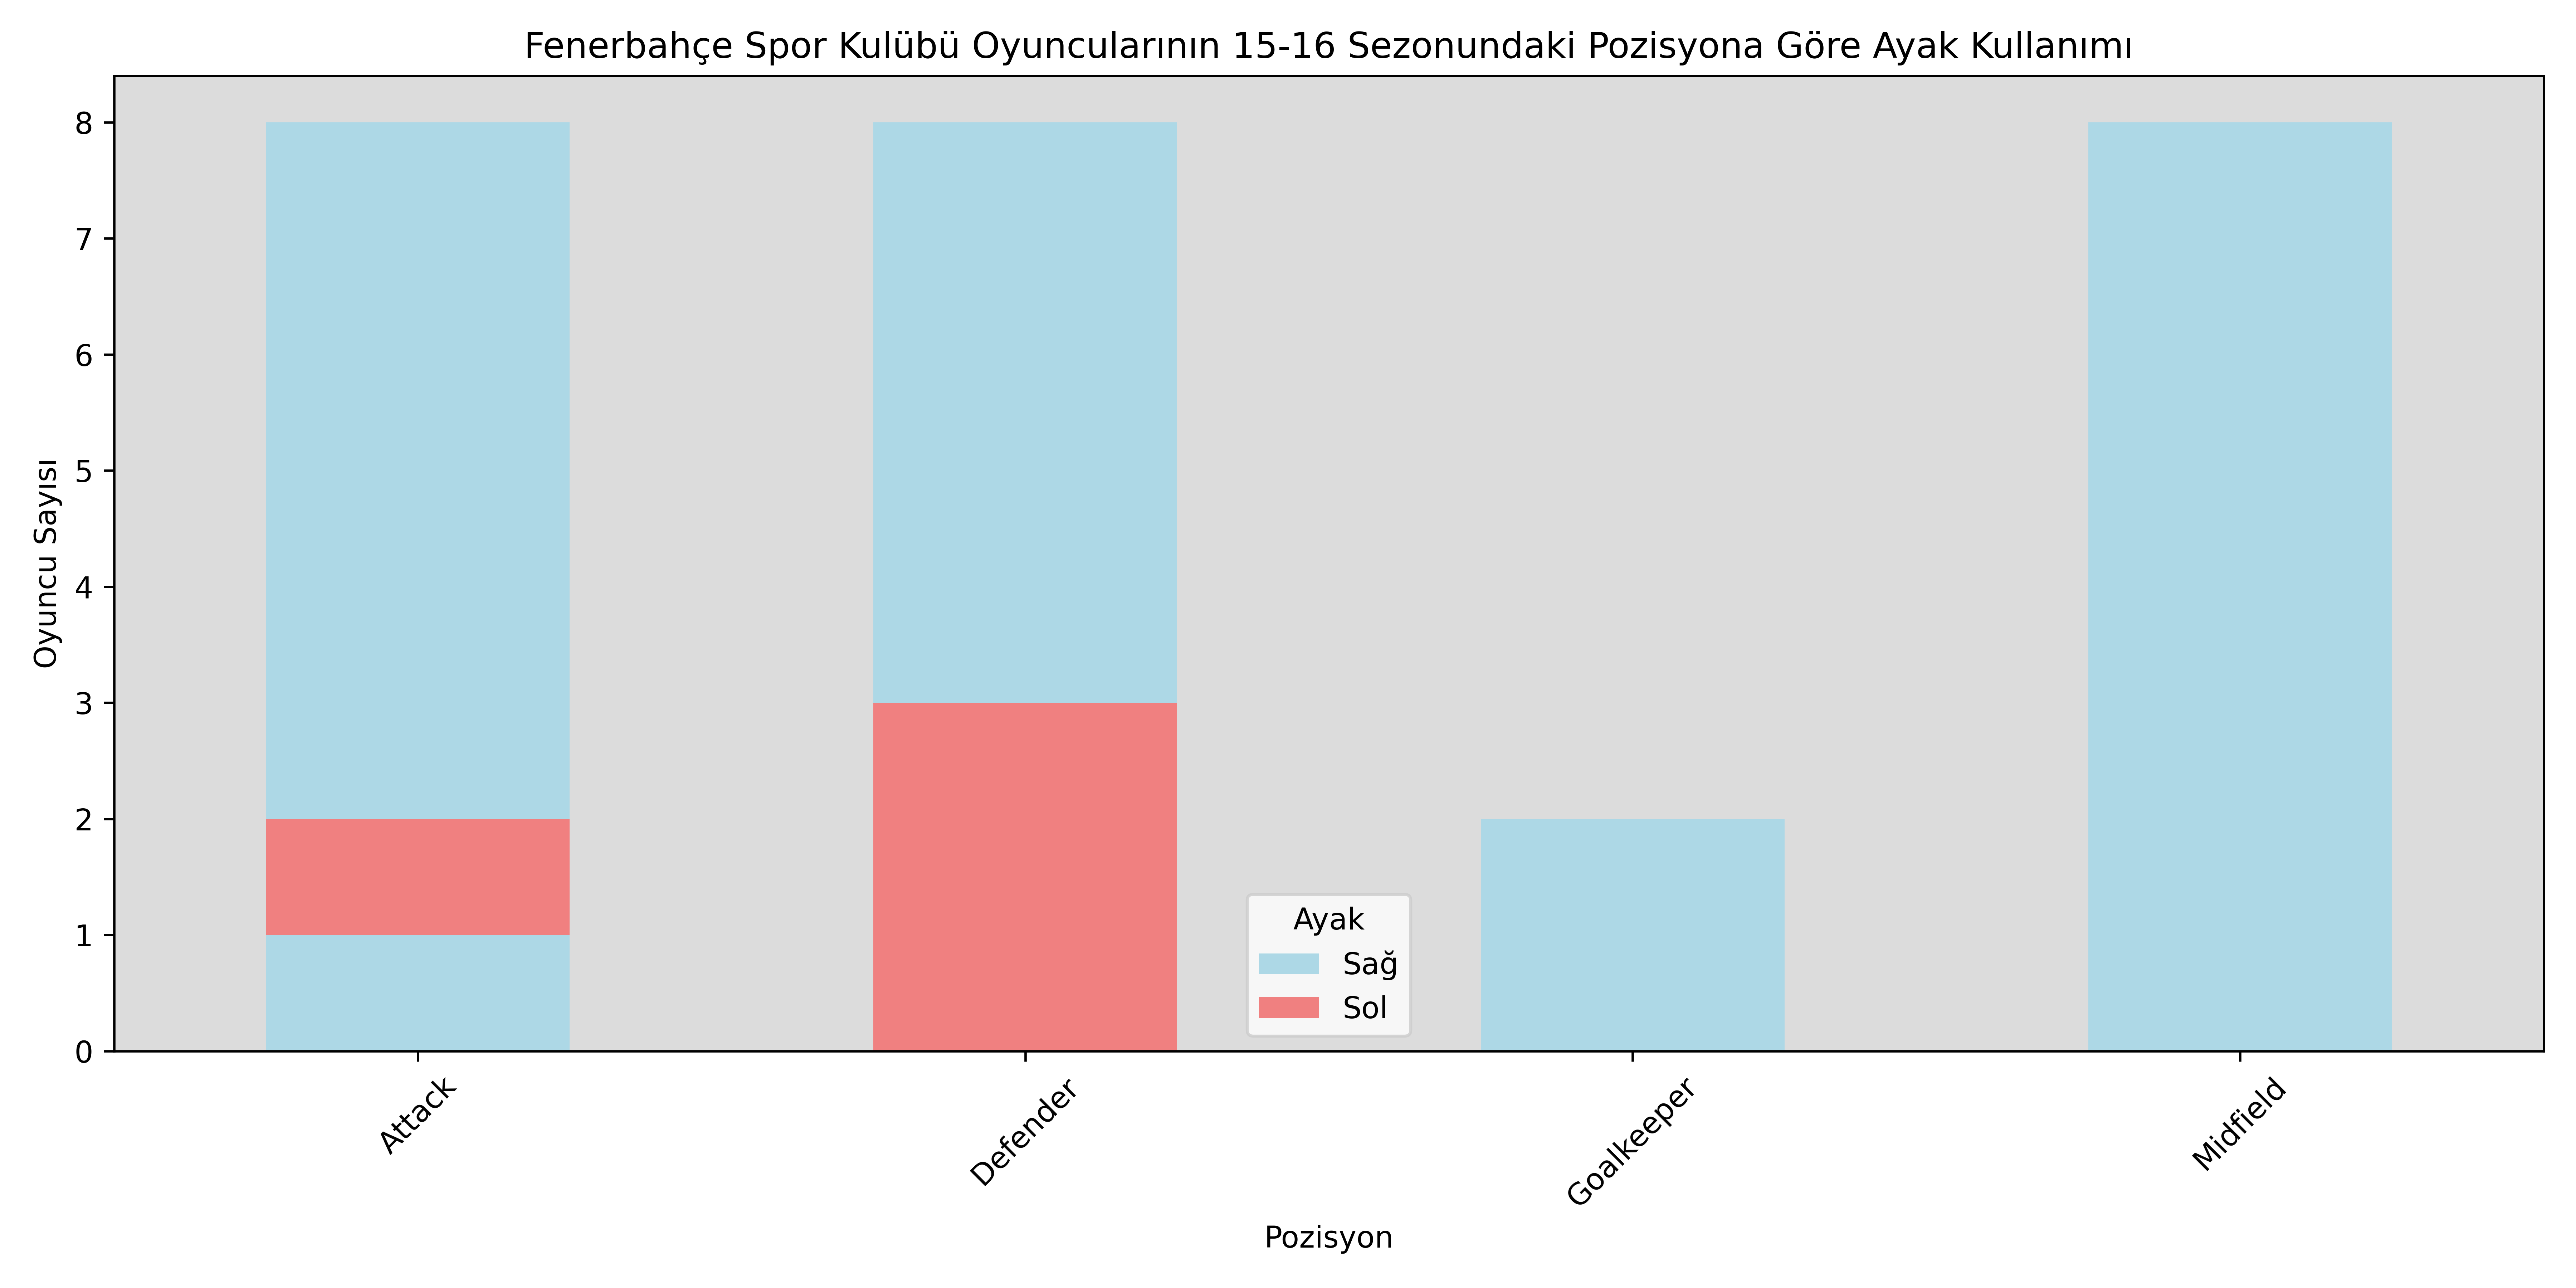 Fenerbahçe Spor Kulübü Oyuncularının 15-16 Sezonundaki Pozisyona Göre Ayak Kullanımı
Oyuncu Sayısı
8
7
6
5
4
3
2
1
0
Ayak
Sağ
Sol
Attack
Defender
Goalkeeper
Midfield
Pozisyon